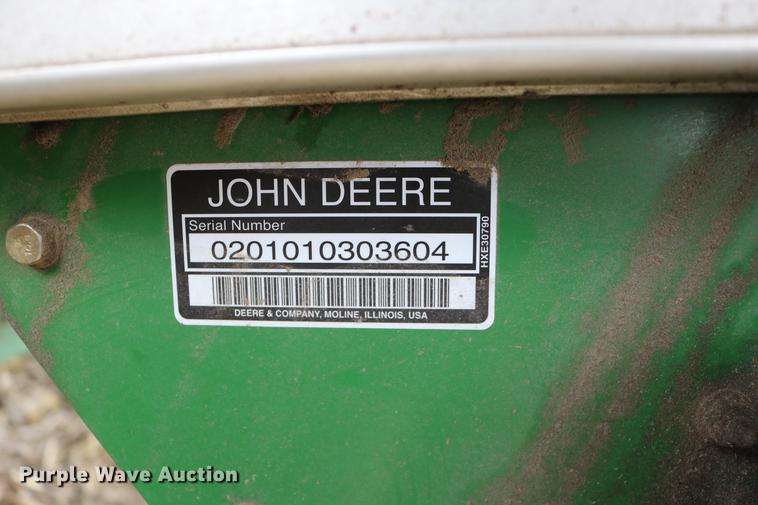 JOHN DEERE
Serial Number
0201010303604
HXE30790
DEERE & COMPANY, MOLINE, ILLINOIS, USA
Purple Wave Auction